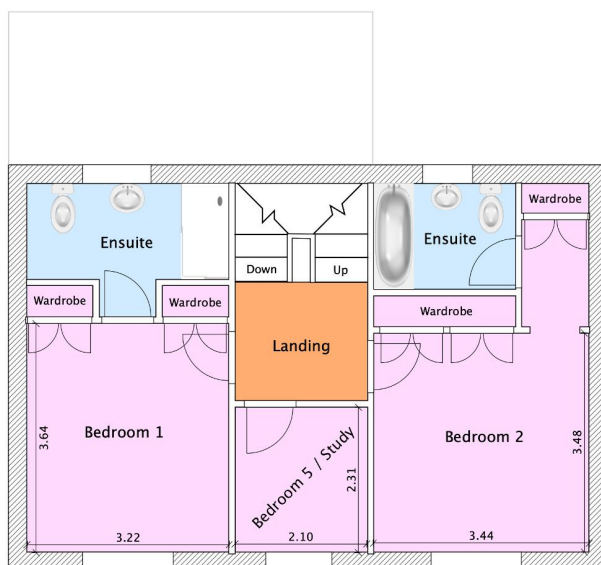 Wardrobe
Ensuite
Ensuite
Down
Up
Wardrobe
Wardrobe
Wardrobe
Landing
Bedroom 1
Bedroom 5 / Study
Bedroom 2
3.64
2.31
3.48
3.22
2.10
3.44